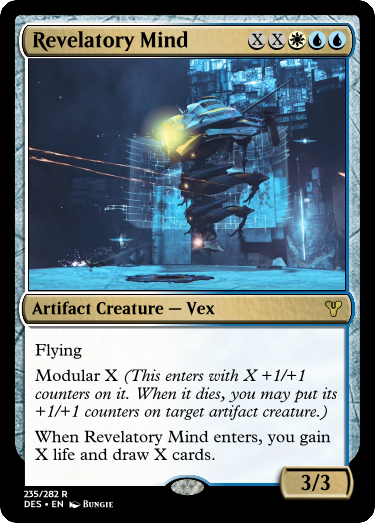 Revelatory Mind XX
Artifact Creature — Vex
Flying
Modular X (This enters with X +1/+1
counters on it. When it dies, you may put its
+1/+1 counters on target artifact creature.)
When Revelatory Mind enters, you gain
X life and draw X cards.
3/3
235/282 R
DES • EN Bungie